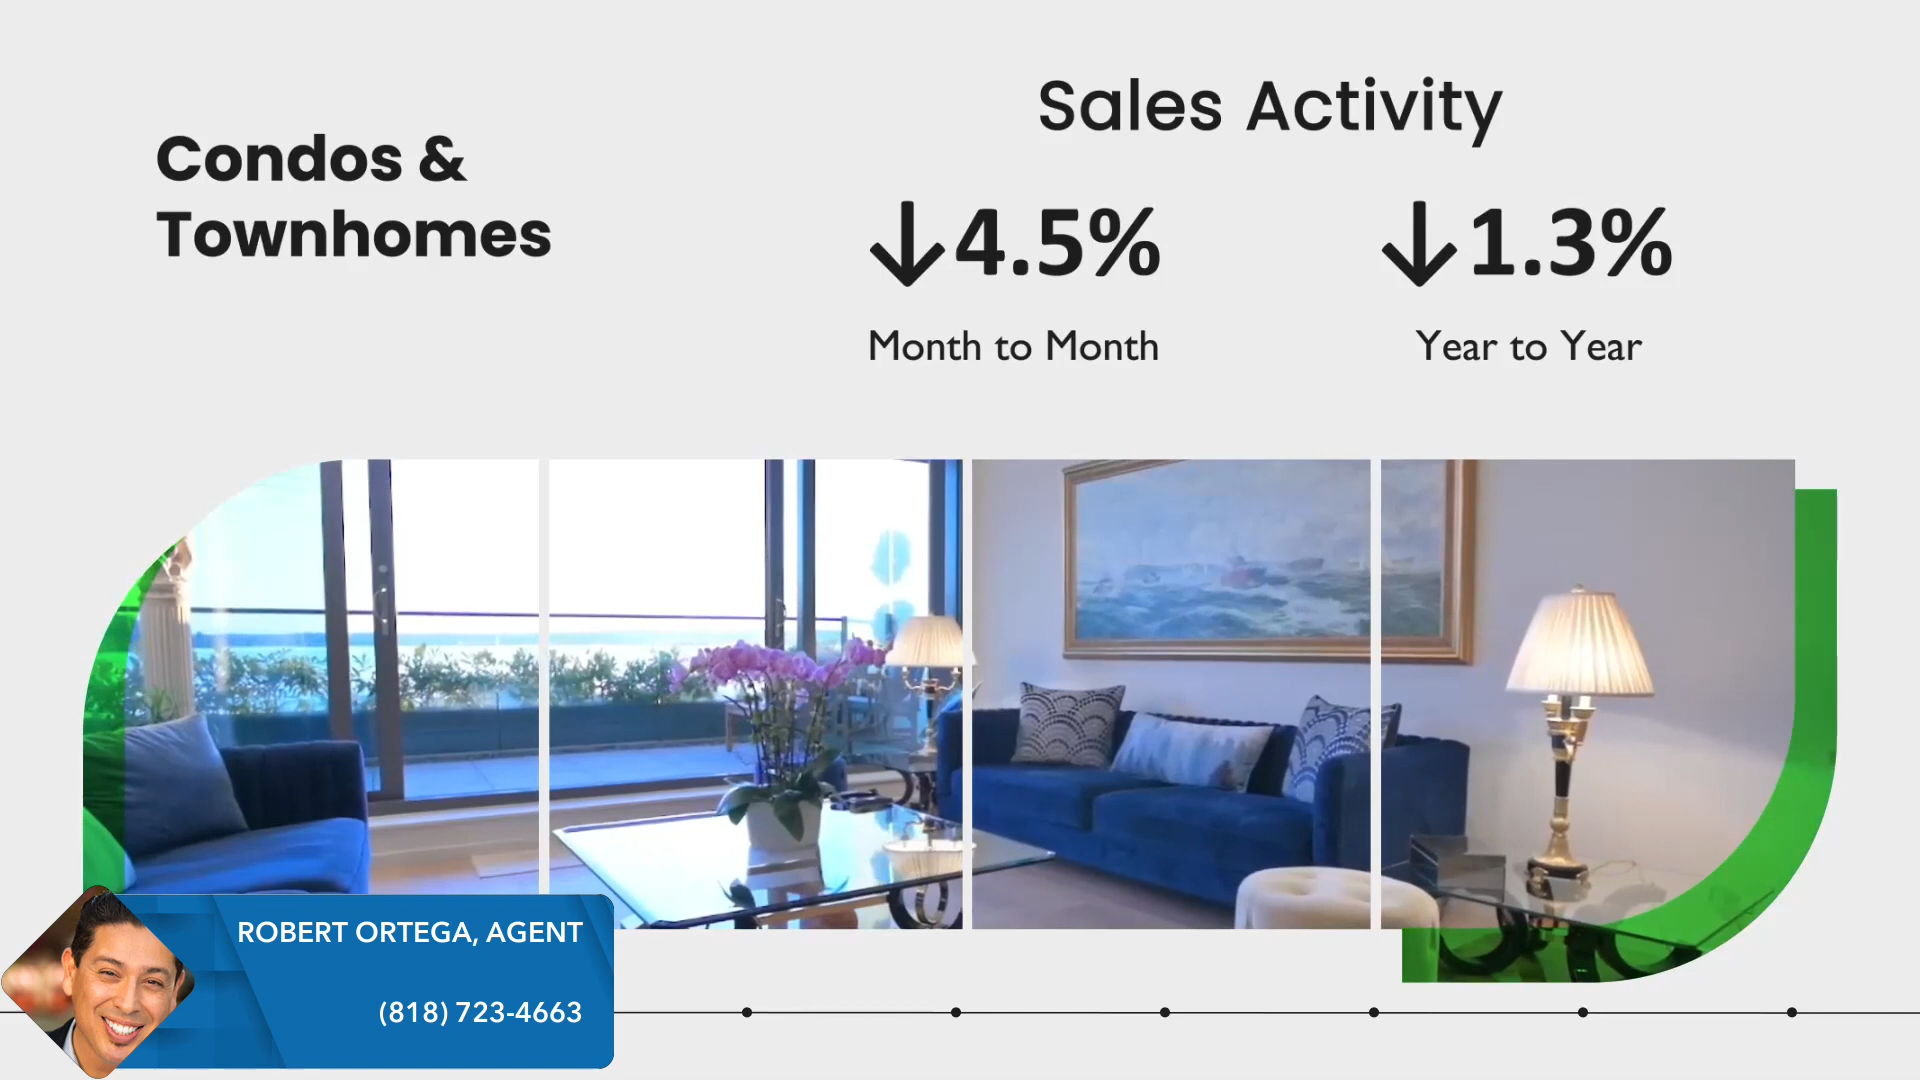 Condos &
Townhomes
Sales Activity
↓4.5%
Month to Month
↓1.3%
Year to Year
ROBERT ORTEGA, AGENT
(818) 723-4663